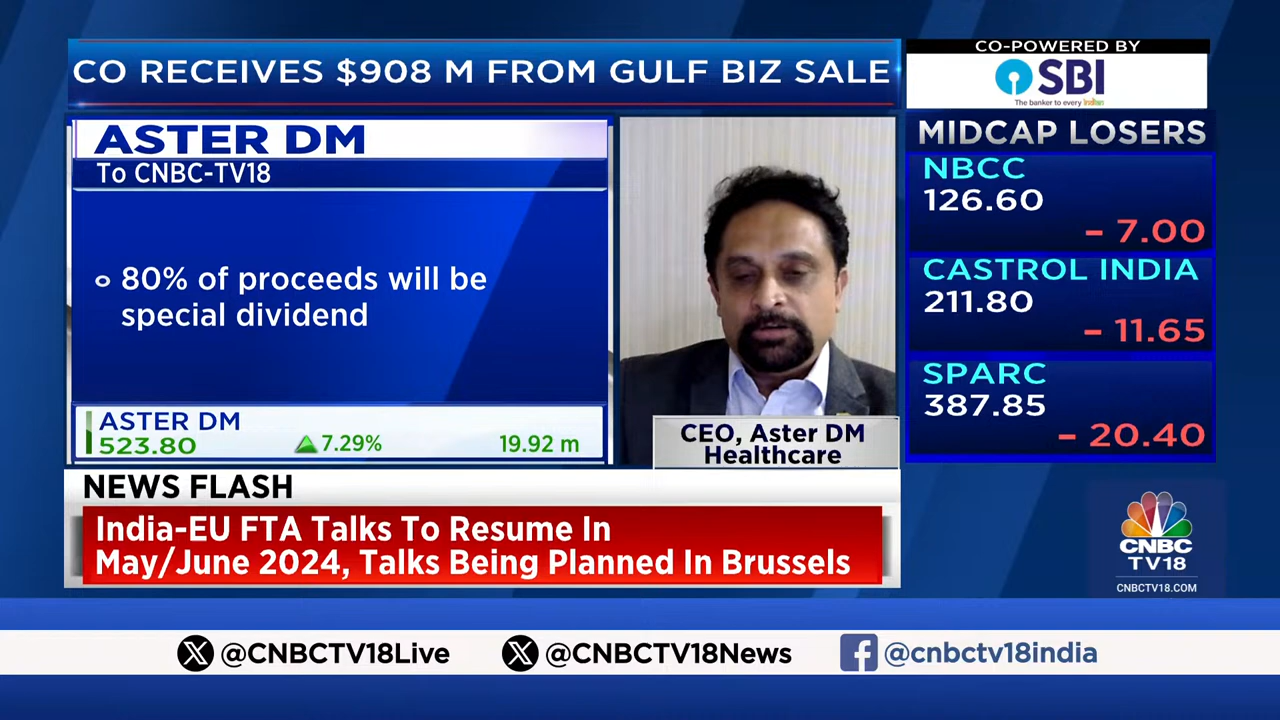 CO RECEIVES $908 M FROM GULF BIZ SALE
ASTER DM
To CNBC-TV18
80% of proceeds will be
special dividend
ASTER DM
523.80
7.29%
19.92 m
CEO, Aster DM
Healthcare
CO-POWERED BY
SBI
The banker to every Indian
MIDCAP LOSERS
NBCC
126.60
– 7.00
CASTROL INDIA
211.80
– 11.65
SPARC
387.85
– 20.40
NEWS FLASH
India-EU FTA Talks To Resume In
May/June 2024, Talks Being Planned In Brussels
CNBC
TV18
CNBCTV18.COM
@CNBCTV18Live
@CNBCTV18News
@cnbctv18india